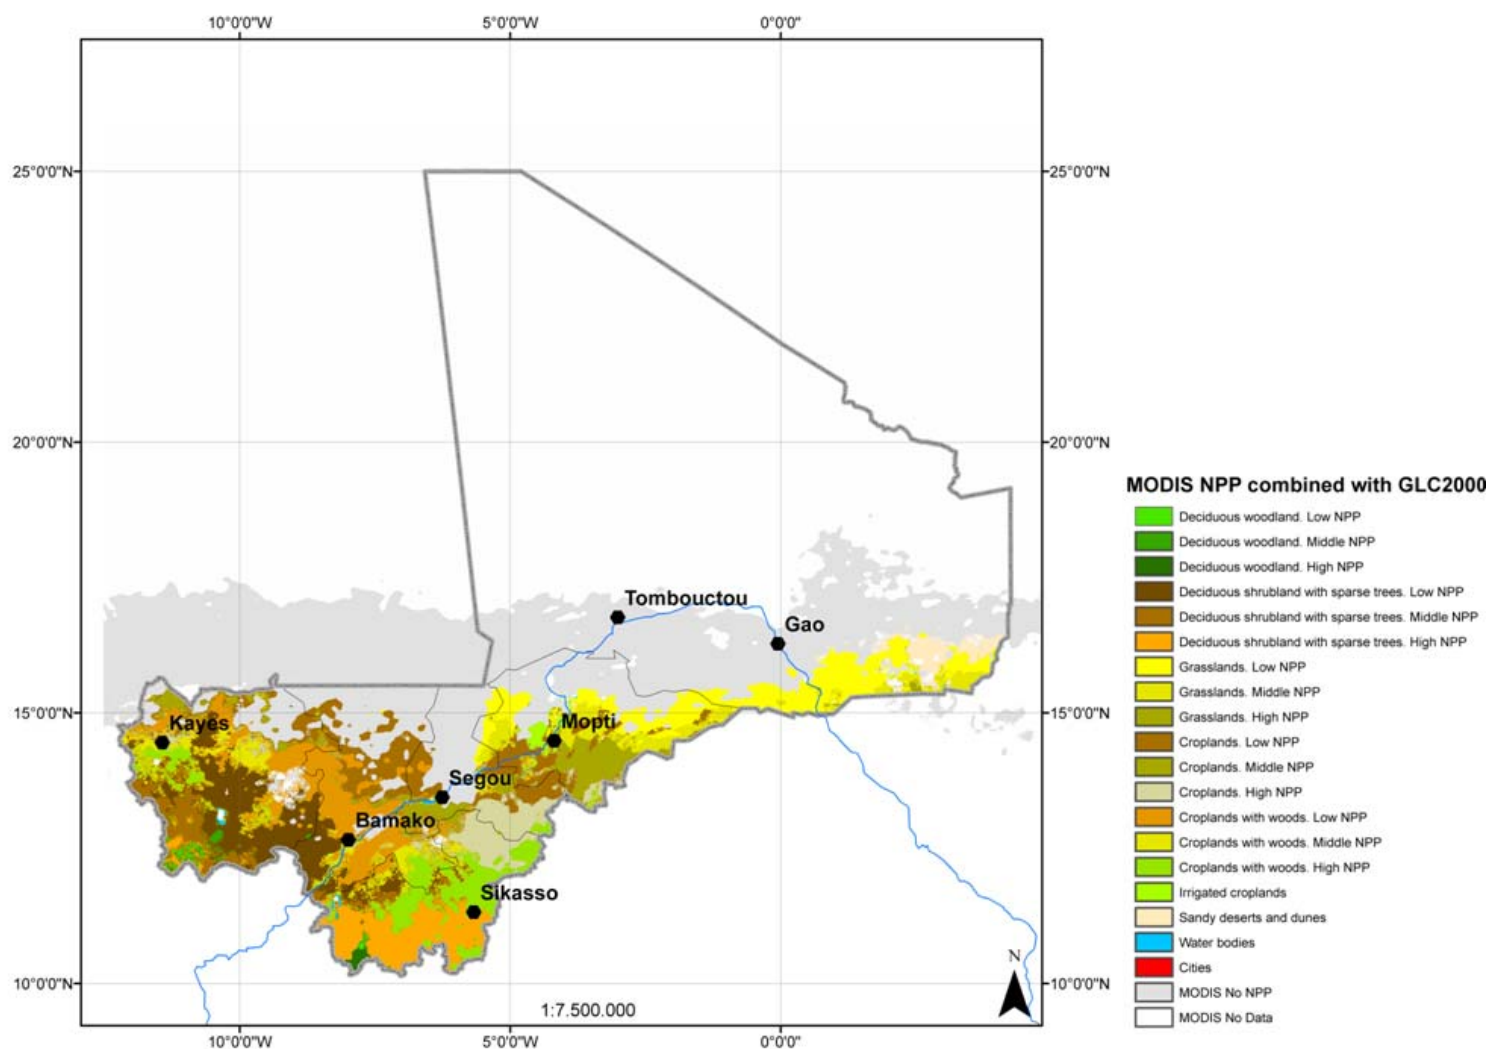 10°0'0"W 5°0'0"W 0°0'0"
25°0'0"N 25°0'0"N
20°0'0"N 20°0'0"N
MODIS NPP combined with GLC2000
Deciduous woodland. Low NPP
Deciduous woodland. Middle NPP
Deciduous woodland. High NPP
Deciduous shrubland with sparse trees. Low NPP
Deciduous shrubland with sparse trees. Middle NPP
Deciduous shrubland with sparse trees. High NPP
Grasslands. Low NPP
Grasslands. Middle NPP
Grasslands. High NPP
Croplands. Low NPP
Croplands. Middle NPP
Croplands. High NPP
Croplands with woods. Low NPP
Croplands with woods. Middle NPP
Croplands with woods. High NPP
Irrigated croplands
Sandy deserts and dunes
Water bodies
Cities
MODIS No NPP
MODIS No Data
Tombouctou
Gao
15°0'0"N 15°0'0"N
Kayes
Mopti
Segou
Bamako
Sikasso
N
10°0'0"N 10°0'0"N
1:7.500.000
10°0'0"W 5°0'0"W 0°0'0"